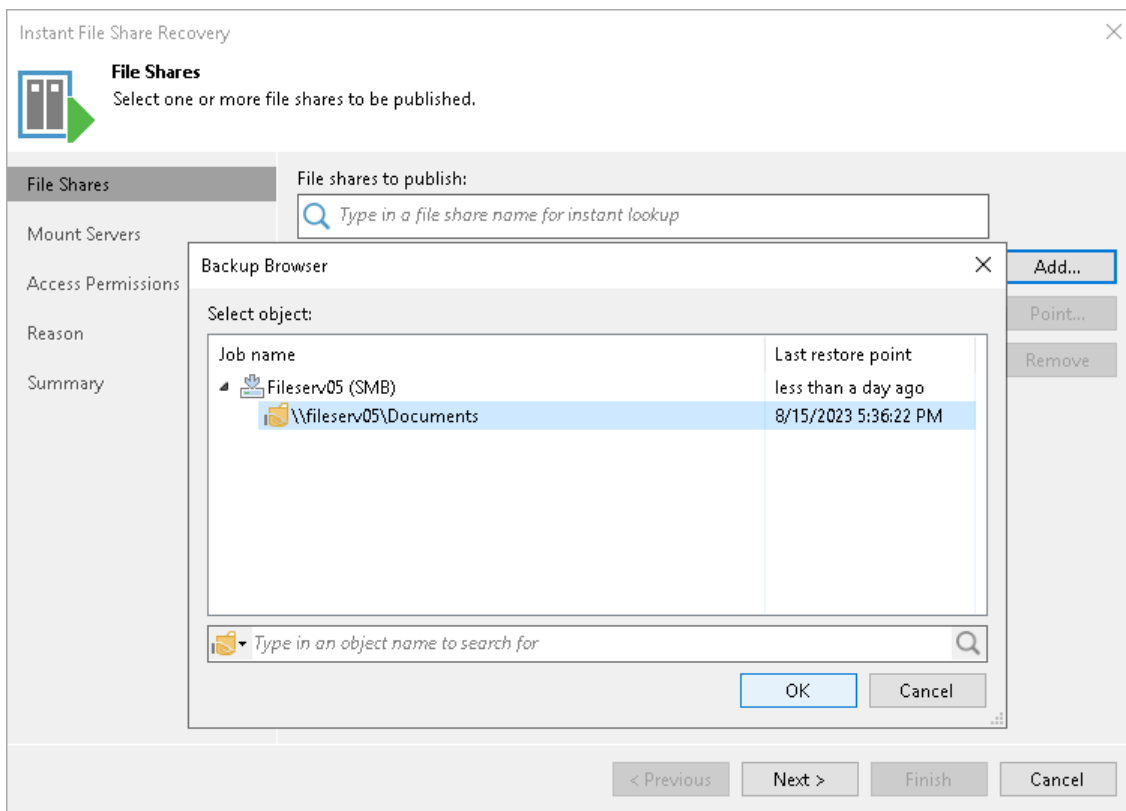 Instant File Share Recovery
File Shares
Select one or more file shares to be published.
File Shares
Mount Servers
Access Permissions
Reason
Summary
File shares to publish:
Type in a file share name for instant lookup
Add...
Point...
Remove
Backup Browser
Select object:
Job name Last restore point
Fileserv05 (SMB) less than a day ago
\\fileserv05\Documents 8/15/2023 5:36:22 PM
Type in an object name to search for
OK Cancel
< Previous Next > Finish Cancel